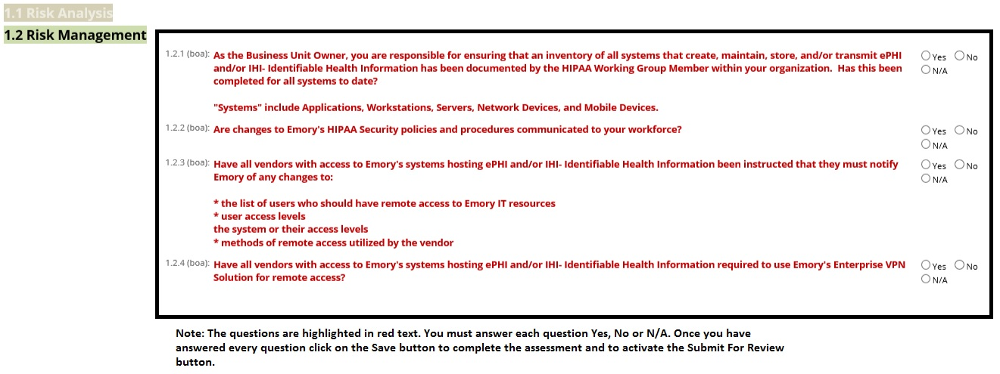 1.1 Risk Analysis
1.2 Risk Management
1.2.1 (boa): As the Business Unit Owner, you are responsible for ensuring that an inventory of all systems that create, maintain, store, and/or transmit ePHI Yes No
and/or IHI- Identifiable Health Information has been documented by the HIPAA Working Group Member within your organization. Has this been N/A
completed for all systems to date?
"Systems" include Applications, Workstations, Servers, Network Devices, and Mobile Devices.
1.2.2 (boa): Are changes to Emory's HIPAA Security policies and procedures communicated to your workforce? Yes No
N/A
1.2.3 (boa): Have all vendors with access to Emory's systems hosting ePHI and/or IHI- Identifiable Health Information been instructed that they must notify Yes No
Emory of any changes to: N/A
* the list of users who should have remote access to Emory IT resources
* user access levels
the system or their access levels
* methods of remote access utilized by the vendor
1.2.4 (boa): Have all vendors with access to Emory's systems hosting ePHI and/or IHI- Identifiable Health Information required to use Emory's Enterprise VPN Yes No
Solution for remote access? N/A
Note: The questions are highlighted in red text. You must answer each question Yes, No or N/A. Once you have
answered every question click on the Save button to complete the assessment and to activate the Submit For Review
button.